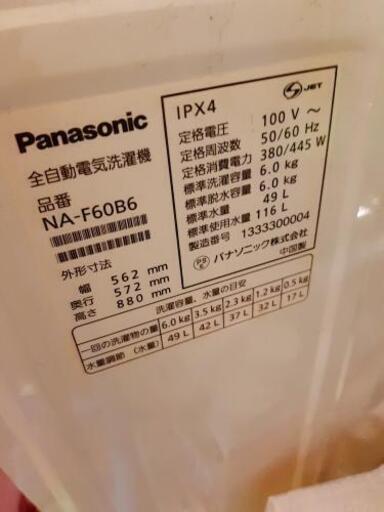 Panasonic
全自動電気洗濯機
品番
NA-F60B6
外形寸法
幅 562 mm
奥行 572 mm
高さ 880 mm
IPX4
JET
定格電圧 100 V ~
定格周波数 50/60 Hz
定格消費電力 380/445 W
標準洗濯容量 6.0 kg
標準脱水容量 6.0 kg
標準水量 49 L
標準使用水量 116 L
製造番号 1333300004
PSE パナソニック株式会社
中国製
洗濯容量、水量の目安
一回の洗濯物の量 6.0 kg 3.5 kg 2.3 kg 1.2 kg 0.5 kg
水量調節 (水量) 49 L 42 L 37 L 32 L 17 L